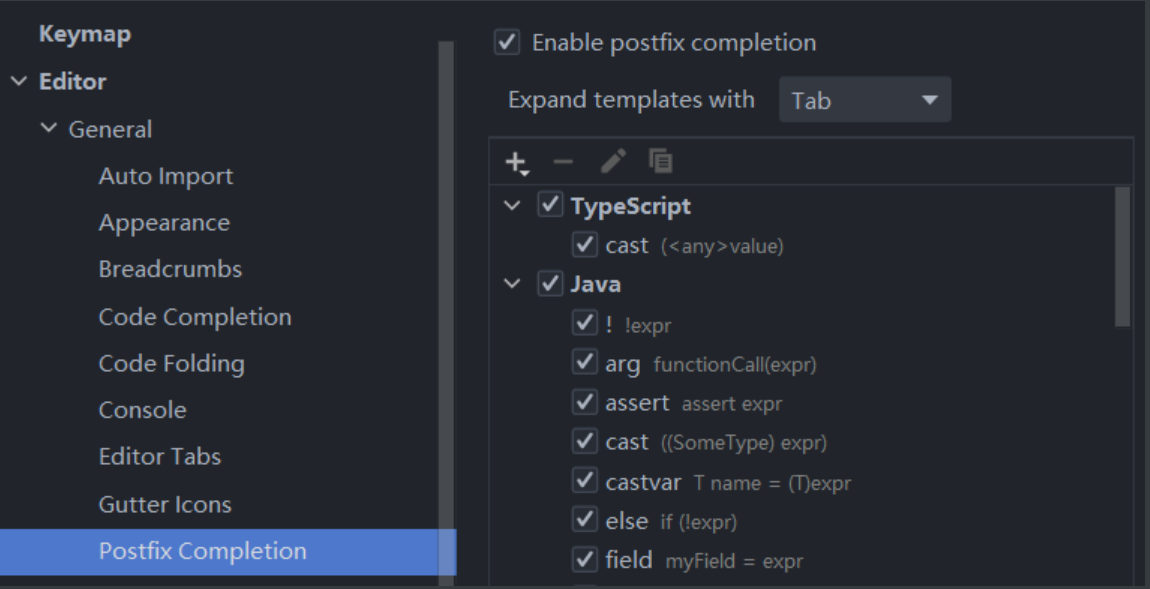 Keymap
Editor
General
Auto Import
Appearance
Breadcrumbs
Code Completion
Code Folding
Console
Editor Tabs
Gutter Icons
Postfix Completion
Enable postfix completion
Expand templates with Tab
TypeScript
cast (<any>value)
Java
! !expr
arg functionCall(expr)
assert assert expr
cast ((SomeType) expr)
castvar T name = (T)expr
else if (!expr)
field myField = expr